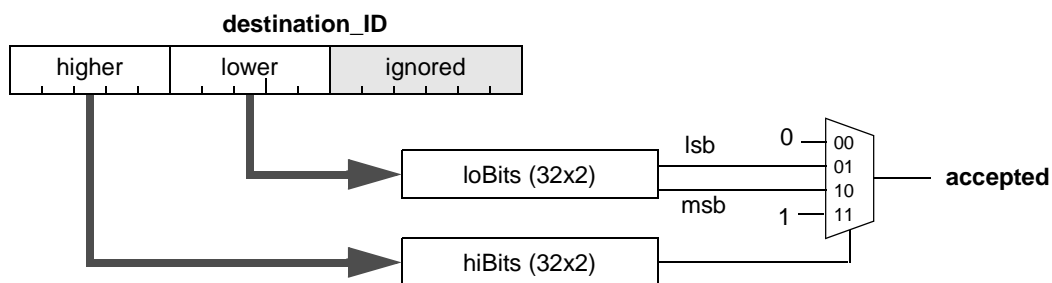 destination_ID
higher lower ignored
0 00
lsb 01
loBits (32x2)
10 accepted
msb
1 11
hiBits (32x2)